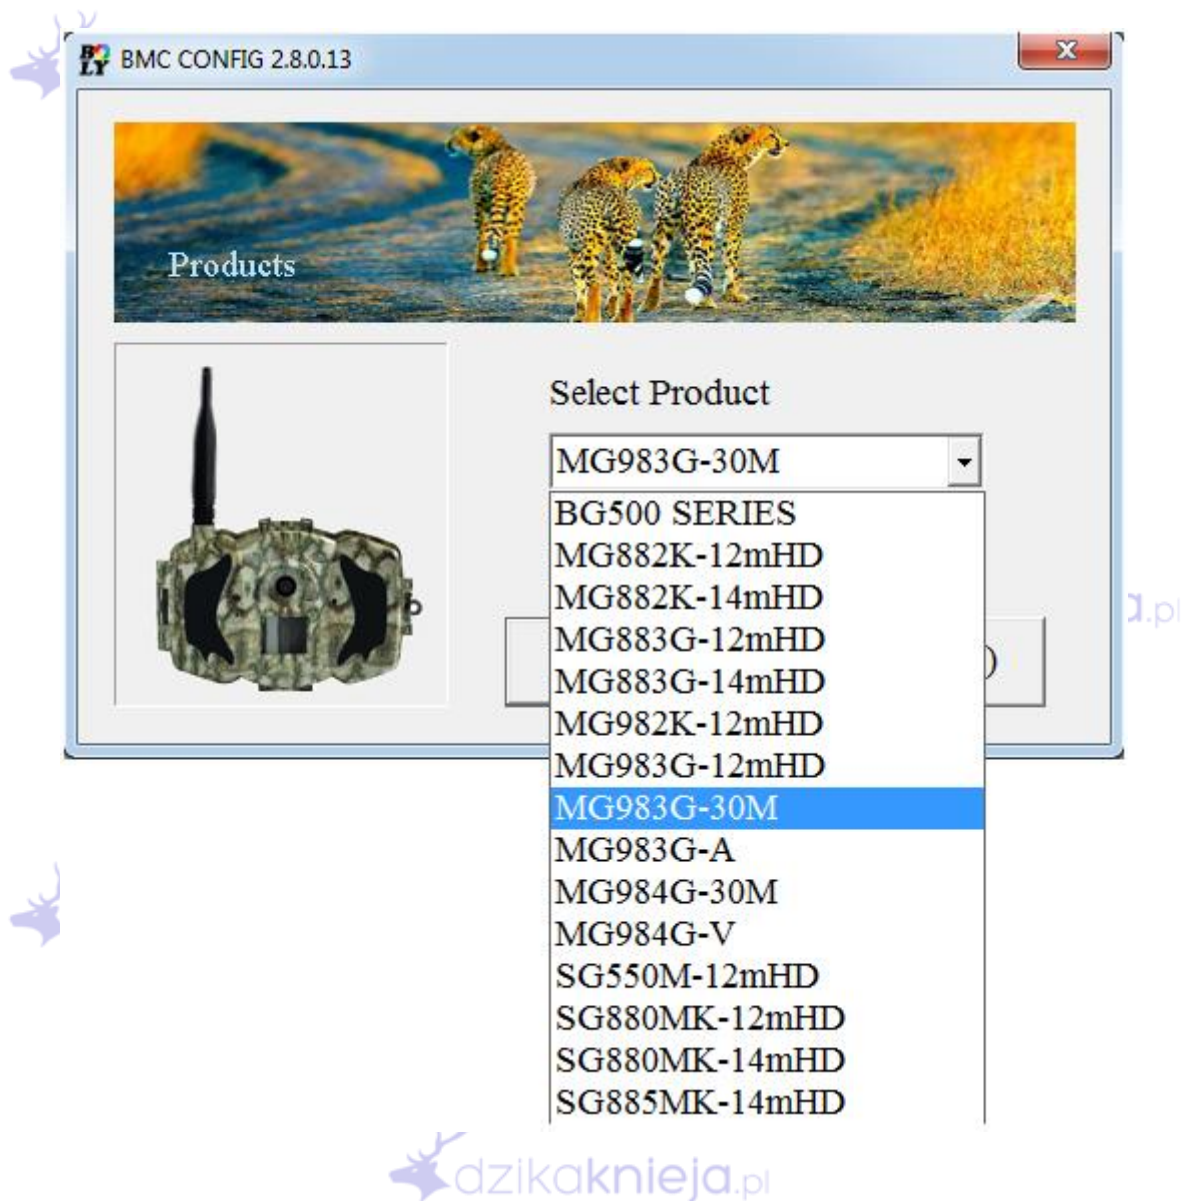 BOLY
BMC CONFIG 2.8.0.13
Products
Select Product
MG983G-30M
BG500 SERIES
MG882K-12mHD
MG882K-14mHD
MG883G-12mHD
MG883G-14mHD
)
MG982K-12mHD
MG983G-12mHD
MG983G-30M
MG983G-A
MG984G-30M
MG984G-V
SG550M-12mHD
SG880MK-12mHD
SG880MK-14mHD
SG885MK-14mHD
a.pl
dzikaknieja.pl